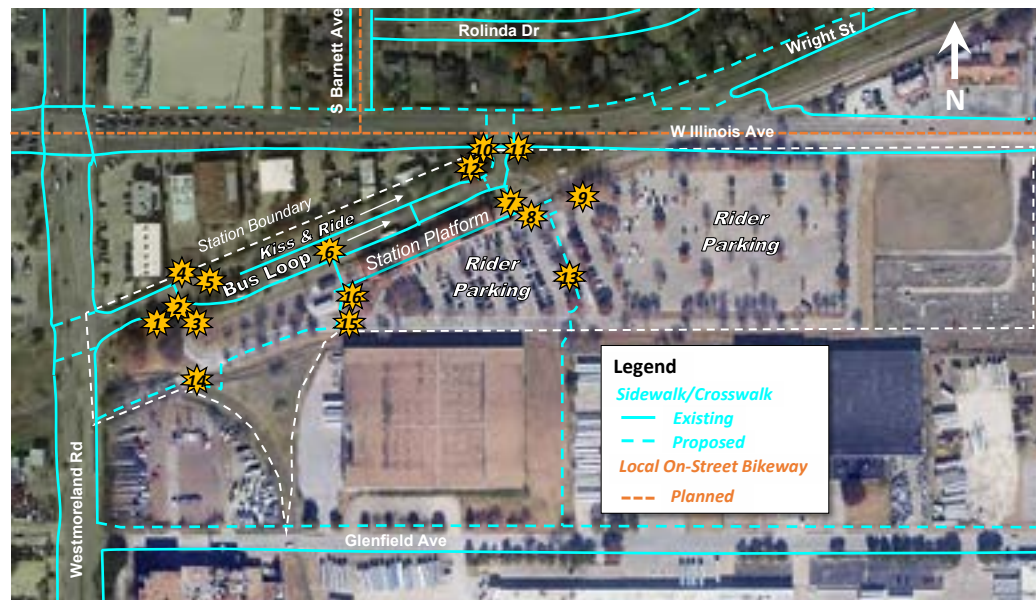 Rolinda Dr
Wright St
S Barnett Ave
N
W Illinois Ave
10
11
12
Station Boundary
Kiss & Ride
7
8
9
Bus Loop
6
Station Platform
Rider
Parking
Rider
Parking
4
5
13
16
2
1
3
15
14
Legend
Sidewalk/Crosswalk
Existing
Proposed
Local On-Street Bikeway
Planned
Westmoreland Rd
Glenfield Ave